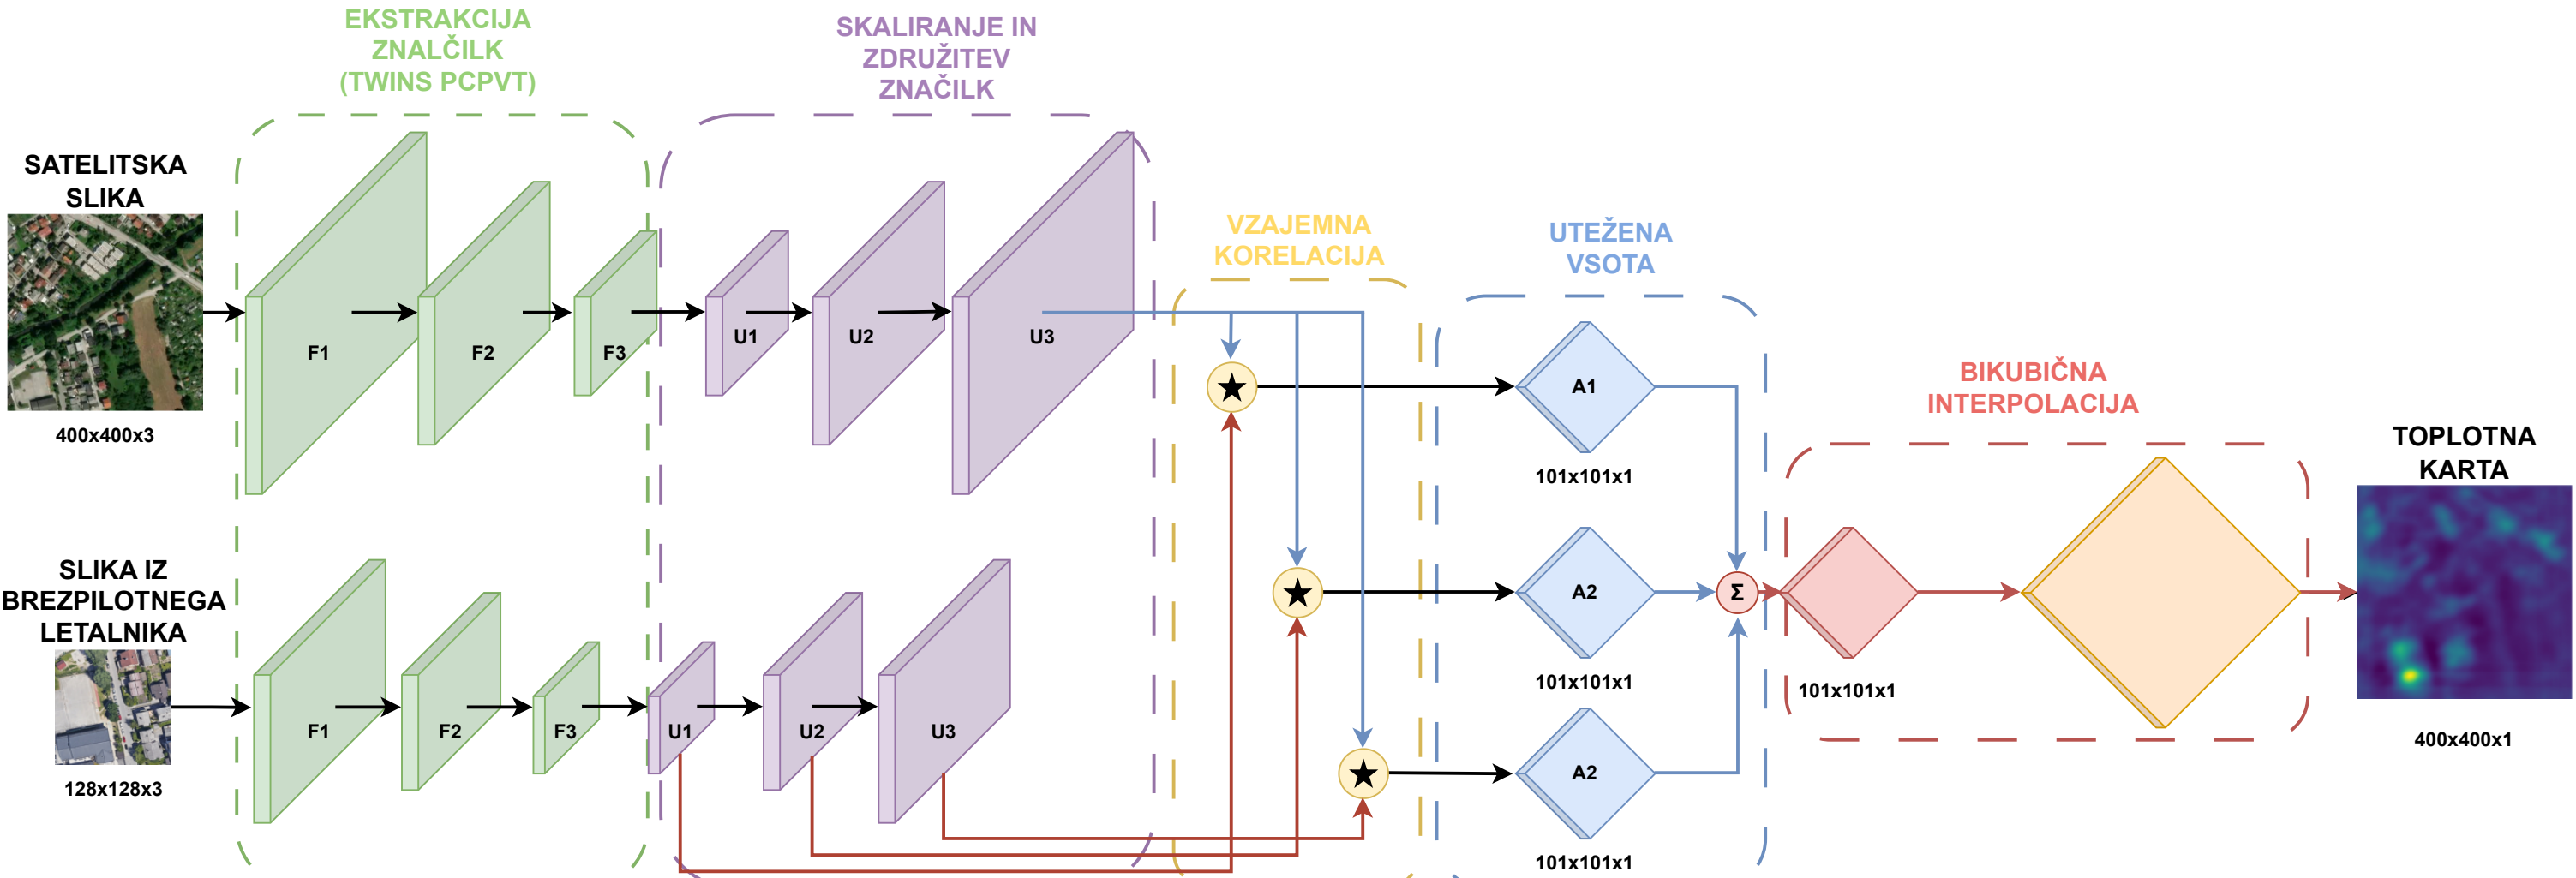 EKSTRAKCIJA
ZNALČILK
(TWINS PCPVT)
SKALIRANJE IN
ZDRUŽITEV
ZNAČILK
SATELITSKA
SLIKA
400x400x3
F1
F2
F3
U1
U2
U3
VZAJEMNA
KORELACIJA
UTEŽENA
VSOTA
A1
101x101x1
BIKUBIČNA
INTERPOLACIJA
TOPLOTNA
KARTA
400x400x1
SLIKA IZ
BREZPILOTNEGA
LETALNIKA
128x128x3
F1
F2
F3
U1
U2
U3
A2
101x101x1
Σ
101x101x1
A2
101x101x1